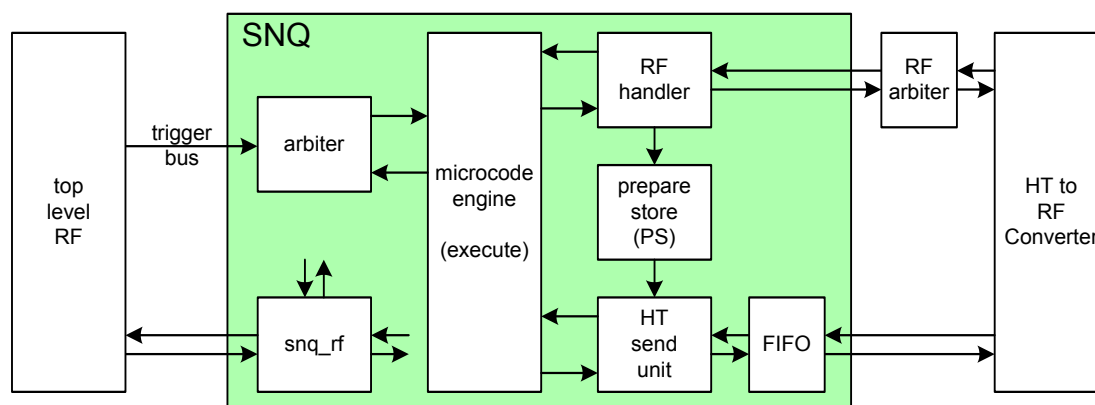 SNQ
top
level
RF
trigger
bus
arbiter
snq_rf
microcode
engine
(execute)
RF
handler
prepare
store
(PS)
HT
send
unit
FIFO
RF
arbiter
HT to
RF
Converter